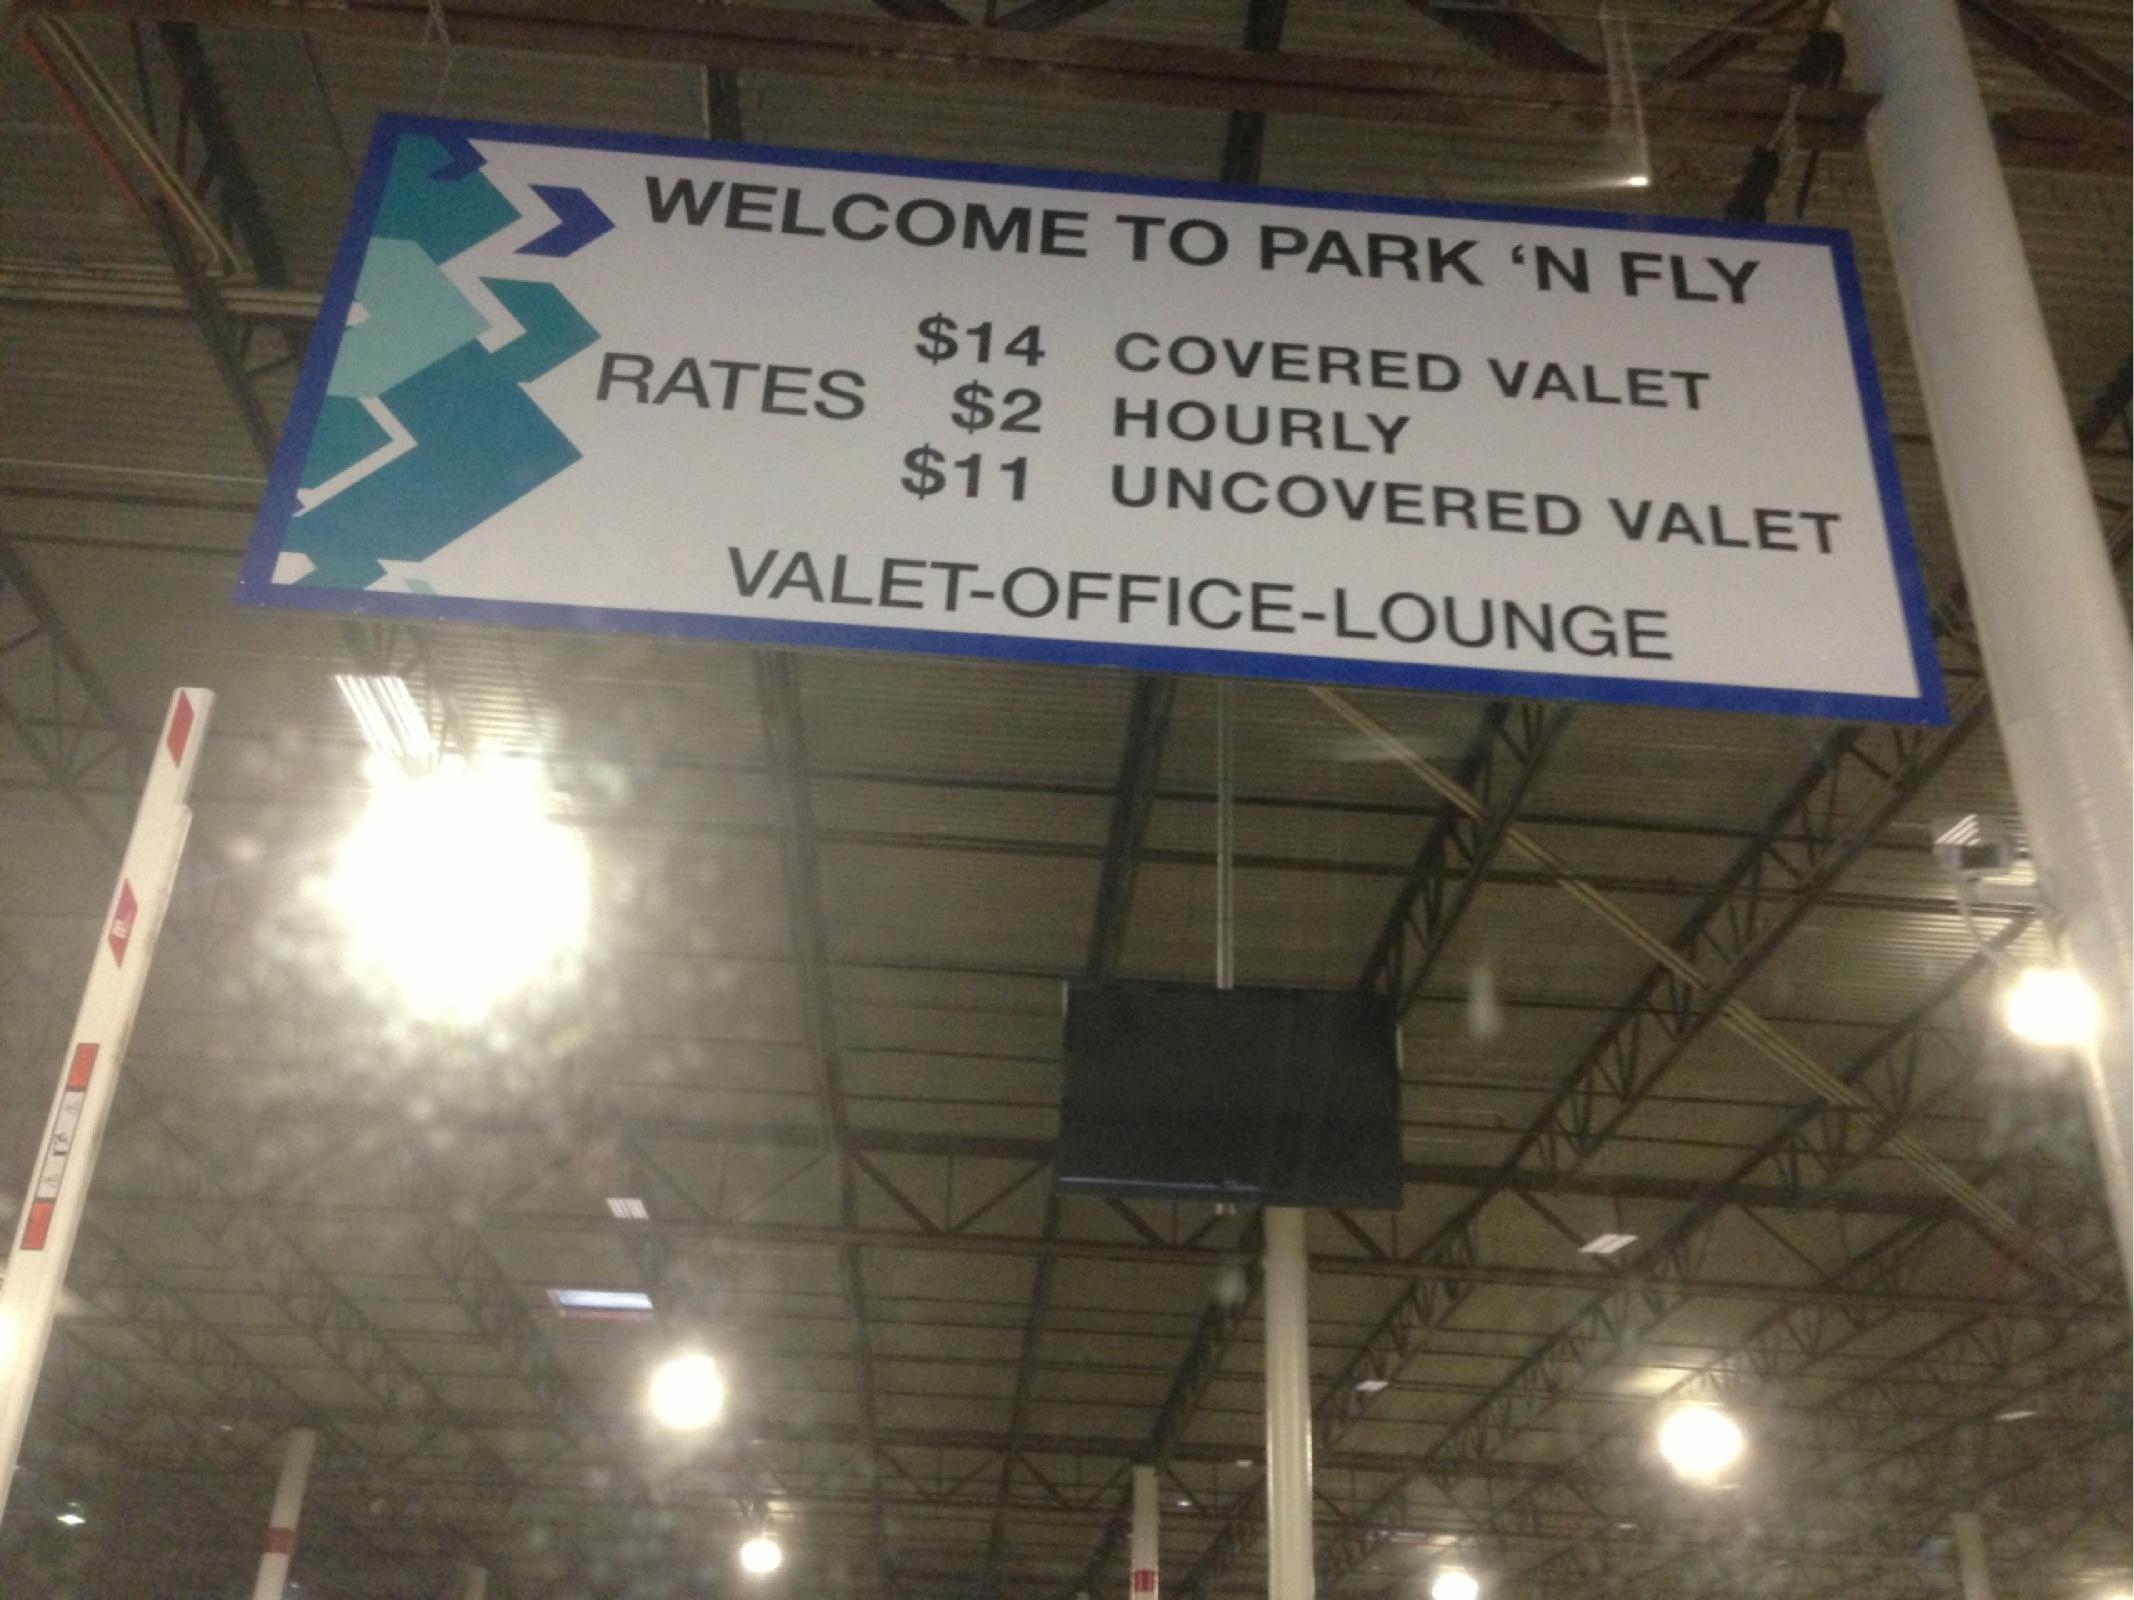 WELCOME TO PARK ‘N FLY
RATES
$14 COVERED VALET
$2 HOURLY
$11 UNCOVERED VALET
VALET-OFFICE-LOUNGE